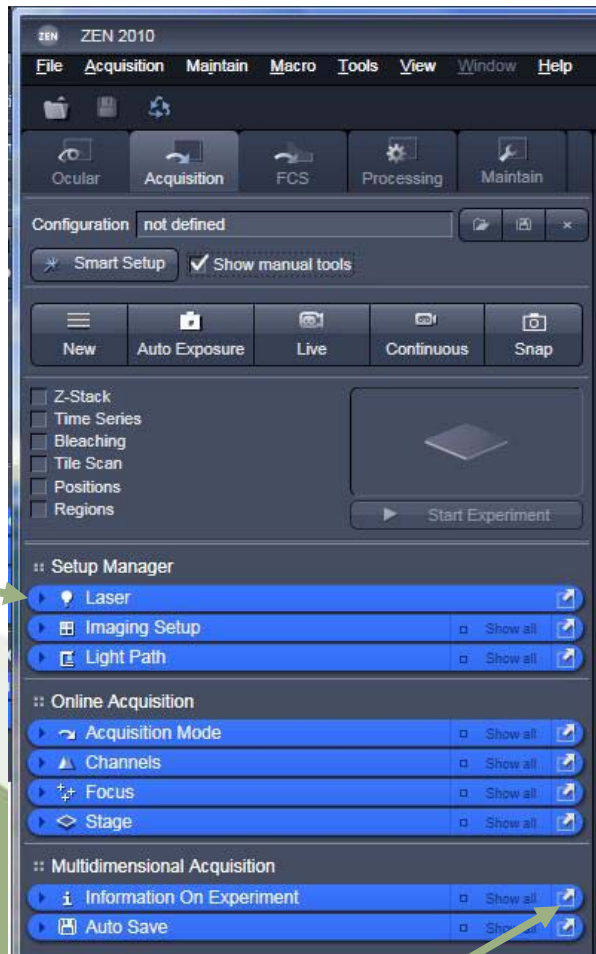 ZEN ZEN 2010
File Acquisition Maintain Macro Tools View Window Help
Ocular Acquisition FCS Processing Maintain
Configuration not defined
Smart Setup Show manual tools
New Auto Exposure Live Continuous Snap
Z-Stack
Time Series
Bleaching
Tile Scan
Positions
Regions
Start Experiment
Setup Manager
Laser
Imaging Setup Show all
Light Path Show all
Online Acquisition
Acquisition Mode Show all
Channels Show all
Focus Show all
Stage Show all
Multidimensional Acquisition
i Information On Experiment Show all
Auto Save Show all